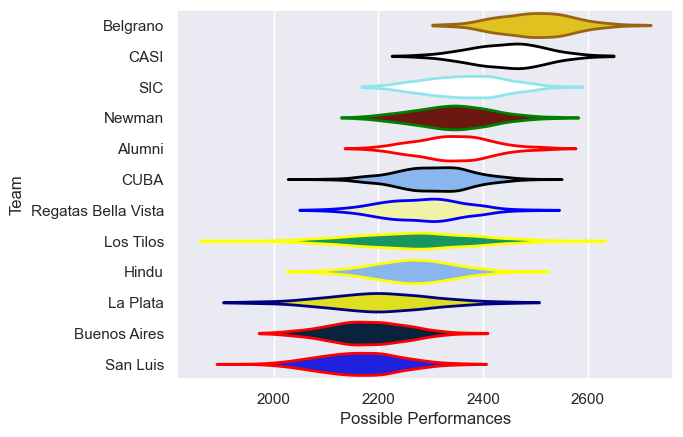 Belgrano
CASI
SIC
Newman
Alumni
CUBA
Regatas Bella Vista
Los Tilos
Hindu
La Plata
Buenos Aires
San Luis
Team
2000 2200 2400 2600
Possible Performances